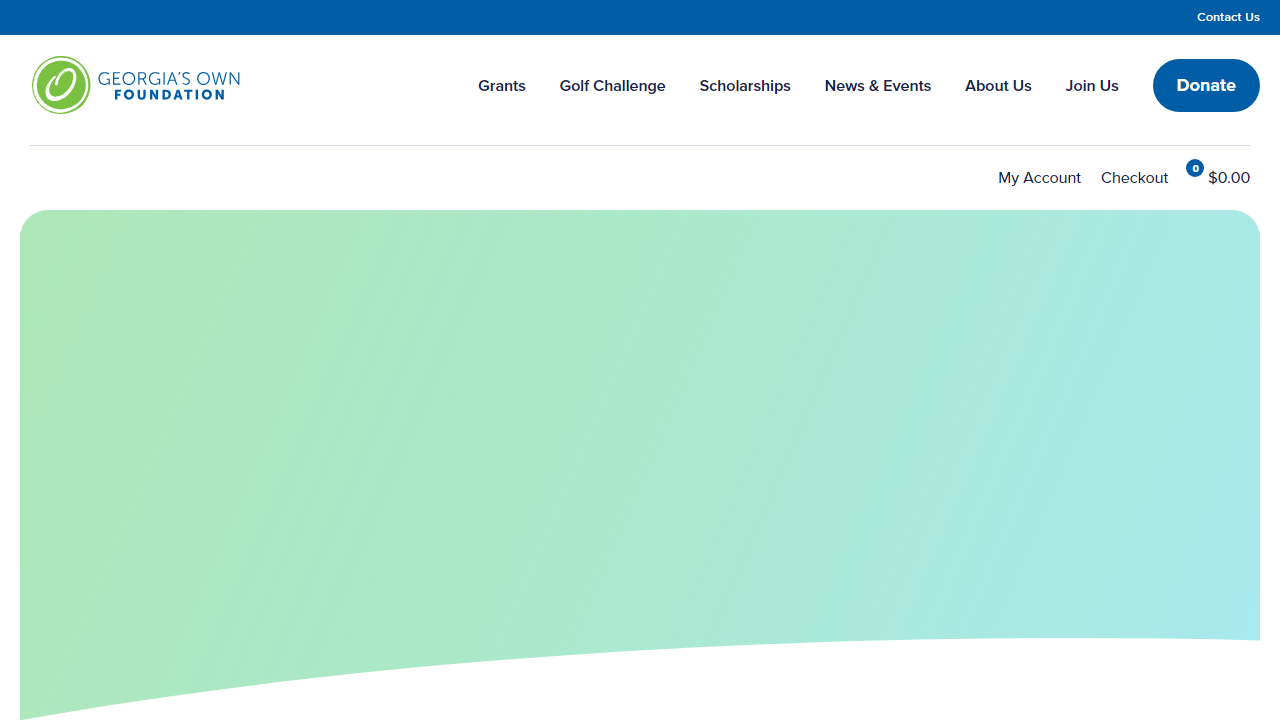 Contact Us
GEORGIA'S OWN
FOUNDATION
Grants Golf Challenge Scholarships News & Events About Us Join Us Donate
My Account Checkout 0 $0.00